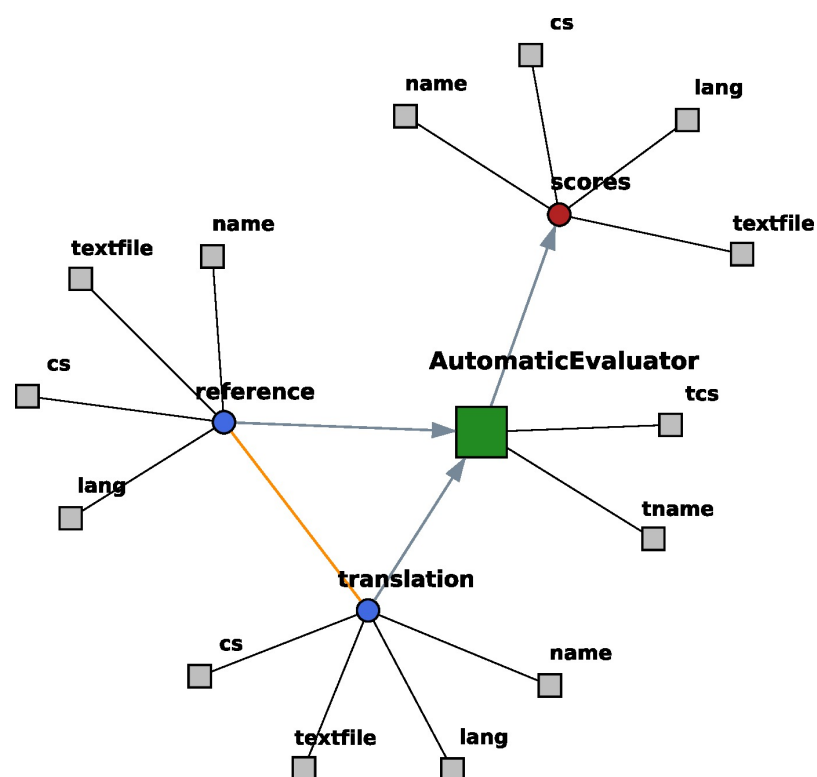 cs
name
lang
scores
textfile
name
textfile
AutomaticEvaluator
cs
reference
tcs
lang
tname
translation
cs
name
textfile
lang